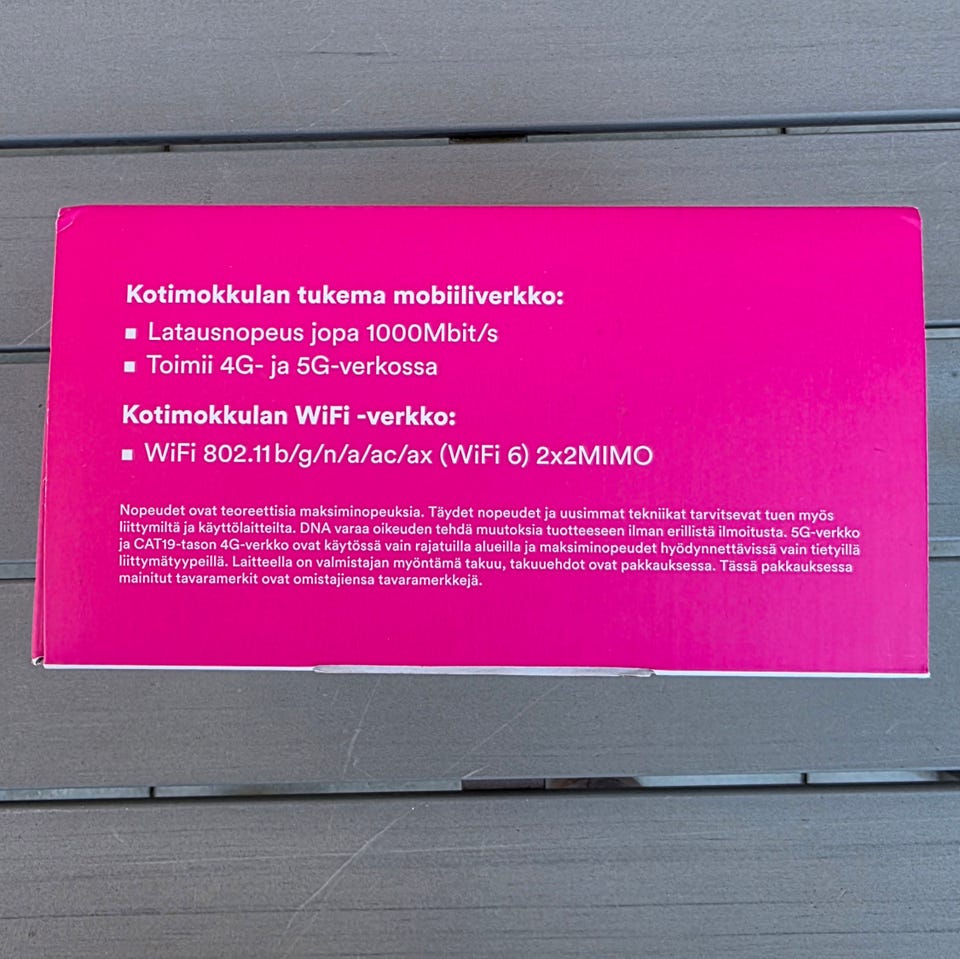 Kotimokkulan tukema mobiiliverkko:
▪ Latausnopeus jopa 1000Mbit/s
▪ Toimii 4G- ja 5G-verkossa
Kotimokkulan WiFi -verkko:
▪ WiFi 802.11b/g/n/a/ac/ax (WiFi 6) 2x2MIMO
Nopeudet ovat teoreettisia maksiminopeuksia. Täydet nopeudet ja uusimmat tekniikat tarvitsevat tuen myös
liittymiltä ja käyttölaitteilta. DNA varaa oikeuden tehdä muutoksia tuotteeseen ilman erillistä ilmoitusta. 5G-verkko
ja CAT19-tason 4G-verkko ovat käytössä vain rajatuilla alueilla ja maksiminopeudet hyödynnettävissä vain tietyillä
liittymätyypeillä. Laitteella on valmistajan myöntämä takuu, takuuehdot ovat pakkauksessa. Tässä pakkauksessa
mainitut tavaramerkit ovat omistajiensa tavaramerkkejä.